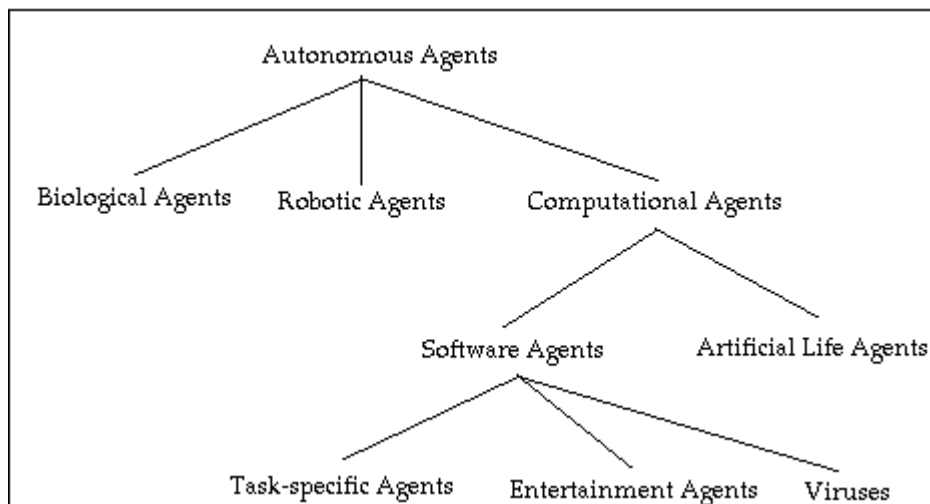 Autonomous Agents
Biological Agents
Robotic Agents
Computational Agents
Software Agents
Artificial Life Agents
Task-specific Agents
Entertainment Agents
Viruses